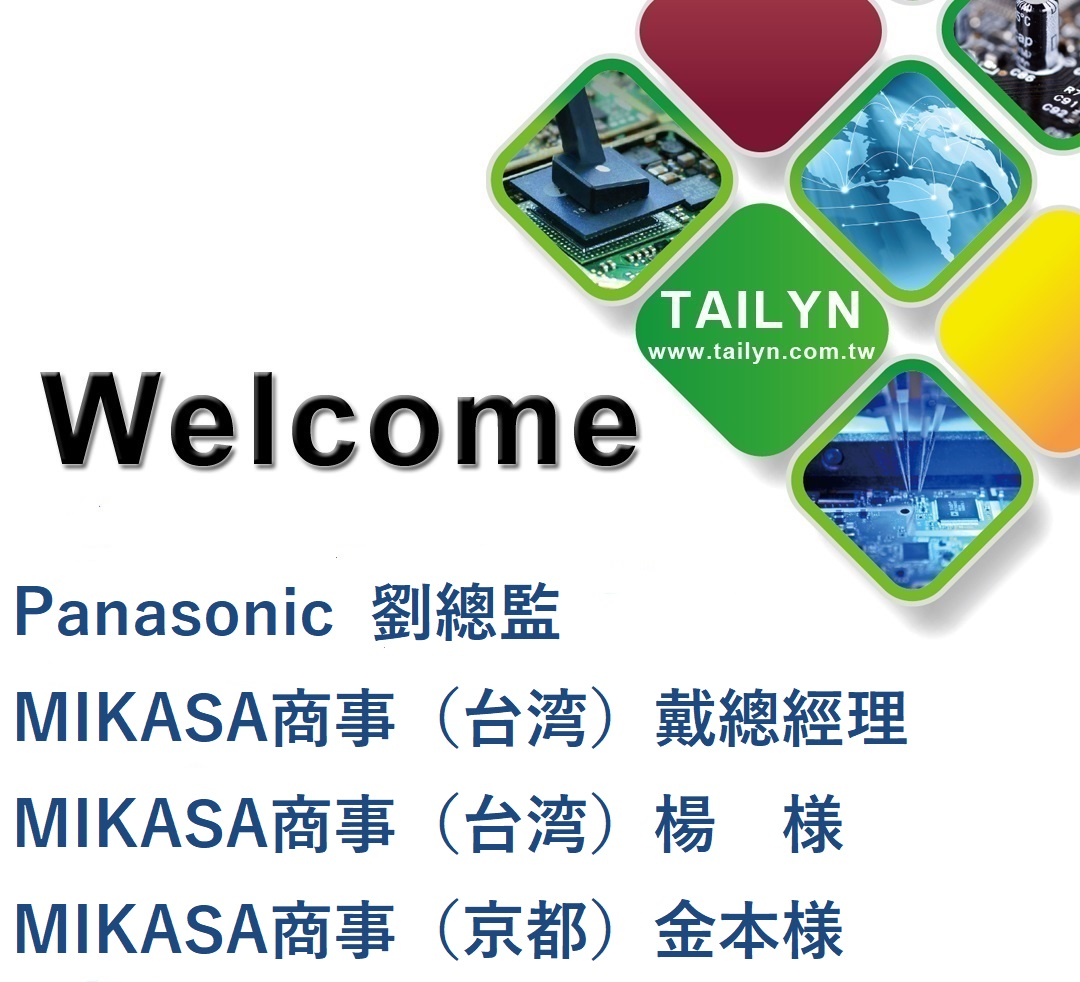 TAILYN
www.tailyn.com.tw
Welcome
Panasonic 劉總監
MIKASA商事（台湾）戴總經理
MIKASA商事（台湾）楊　様
MIKASA商事（京都）金本様